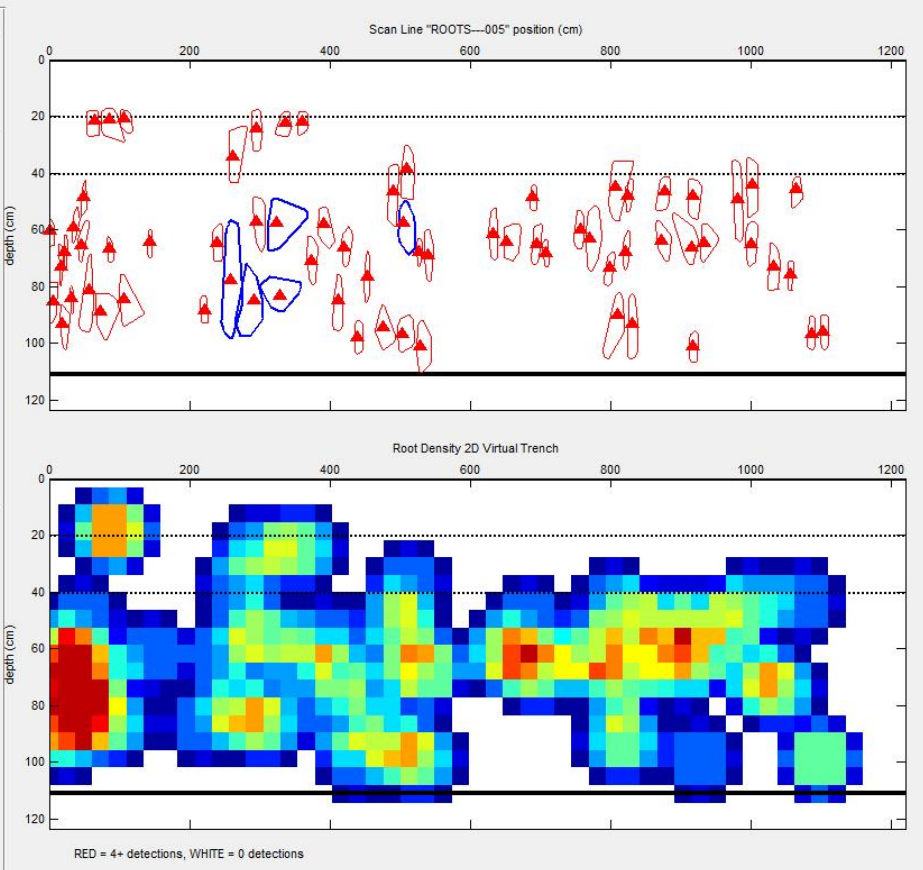 Scan Line "ROOTS---005" position (cm)
0 200 400 600 800 1000 1200
0
20
40
60
80
100
120
depth (cm)
Root Density 2D Virtual Trench
0 200 400 600 800 1000 1200
0
20
40
60
80
100
120
depth (cm)
RED = 4+ detections, WHITE = 0 detections